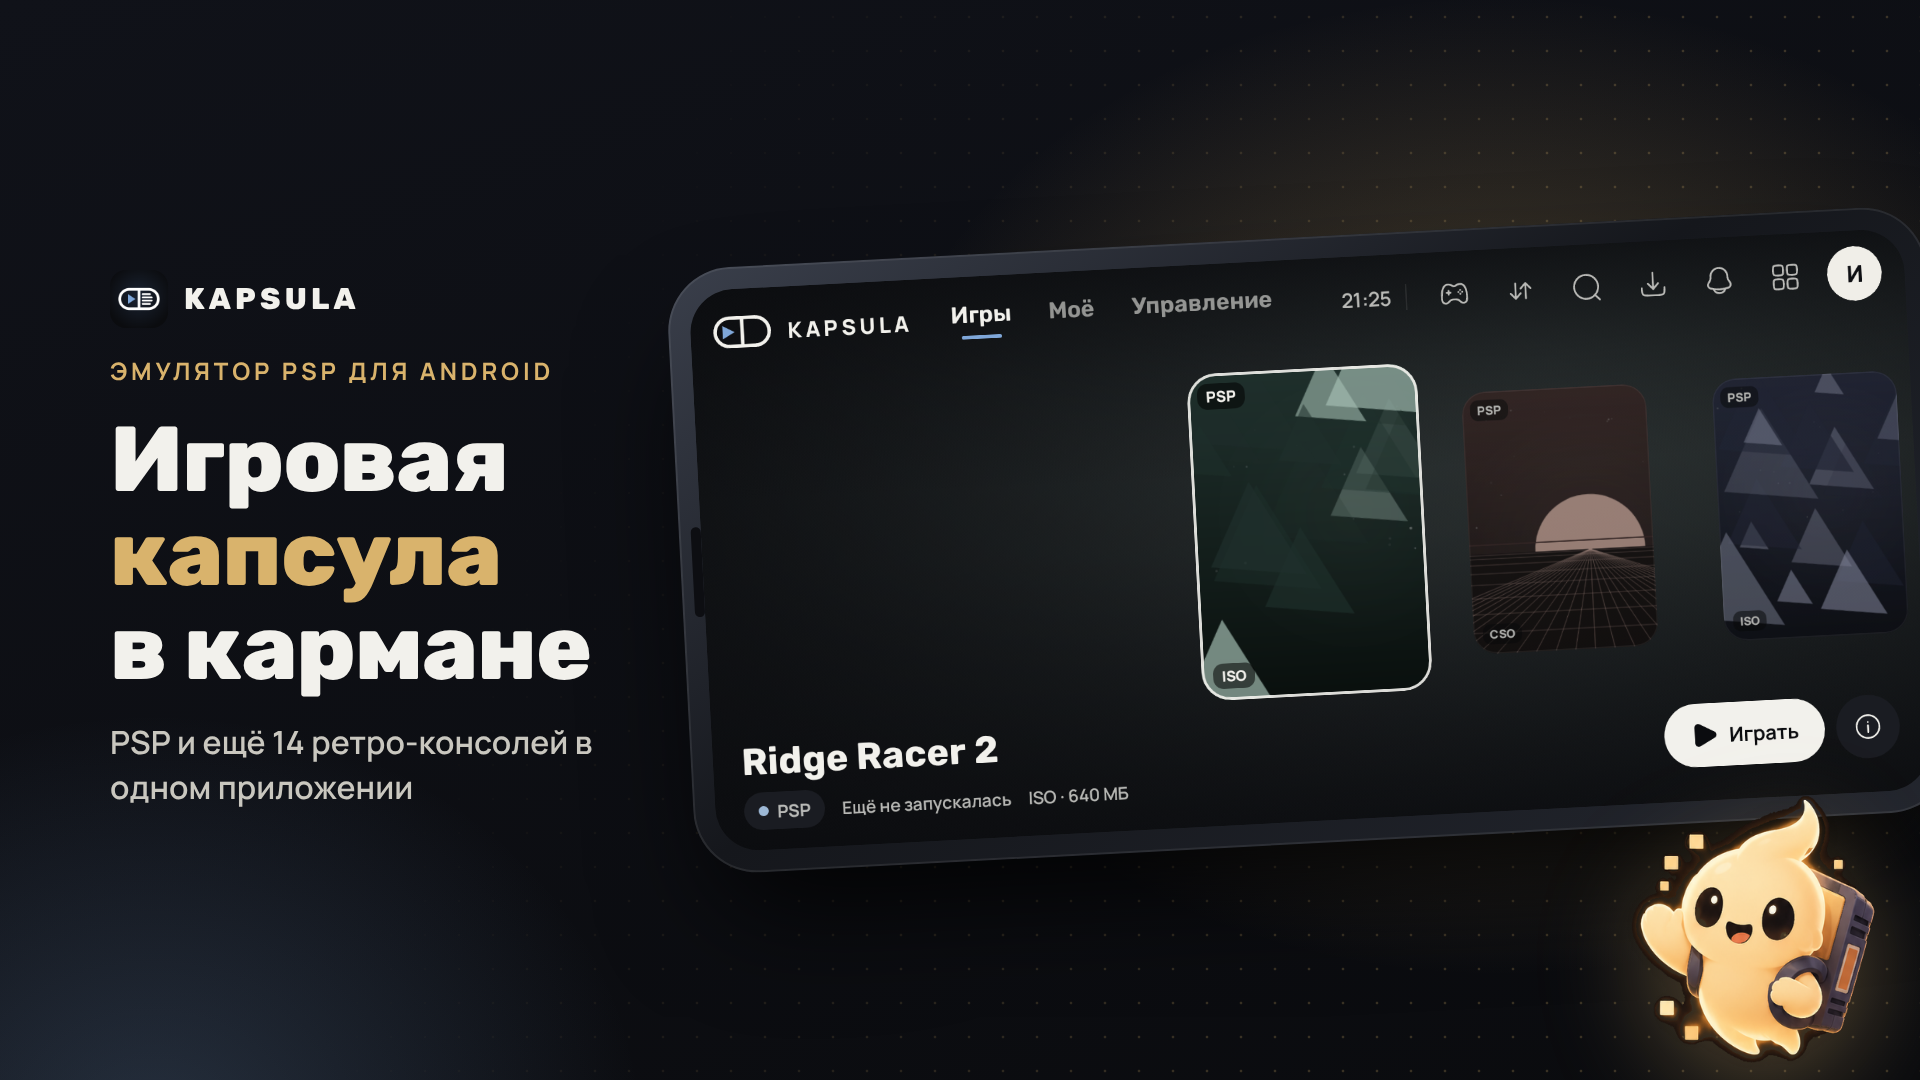 KAPSULA
ЭМУЛЯТОР PSP ДЛЯ ANDROID
Игровая
капсула
в кармане
PSP и ещё 14 ретро-консолей в
одном приложении
KAPSULA Игры Моё Управление 21:25 И
PSP
PSP
PSP
ISO
CSO
ISO
Ridge Racer 2
PSP Ещё не запускалась ISO · 640 МБ
Играть